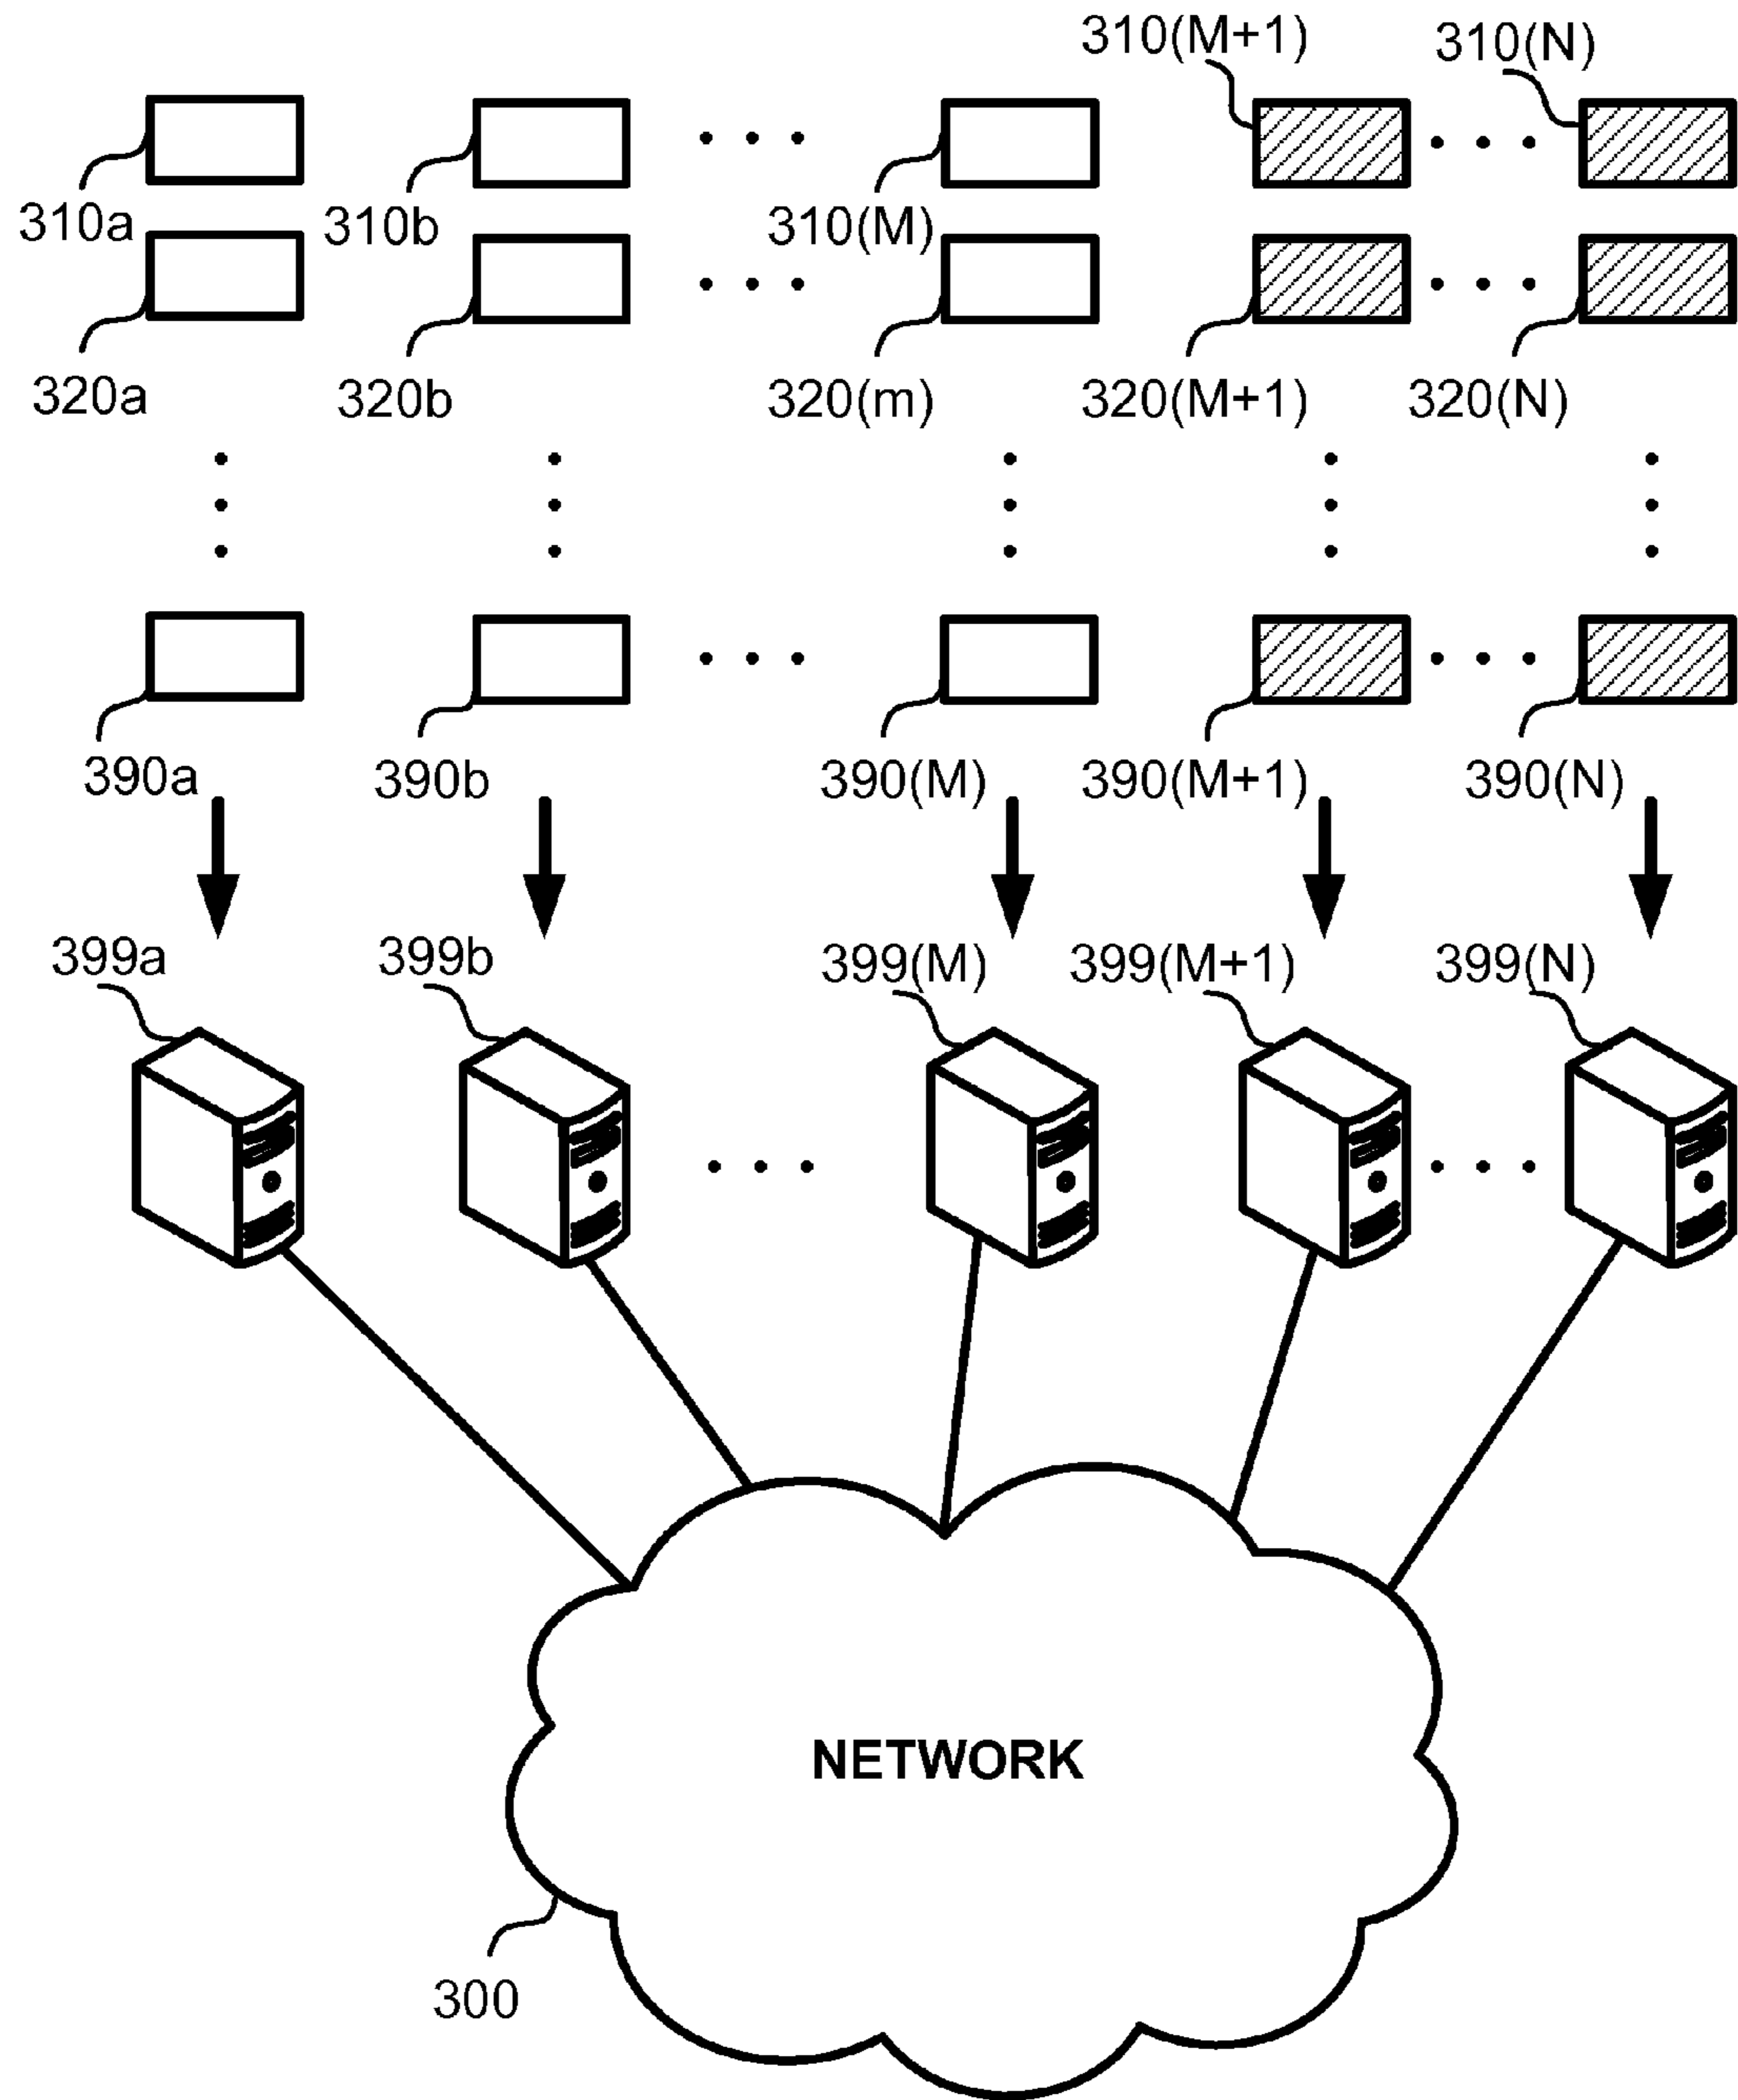 310(M+1) 310(N)
310a 310b 310(M)
320a 320b 320(m) 320(M+1) 320(N)
390a 390b 390(M) 390(M+1) 390(N)
399a 399b 399(M) 399(M+1) 399(N)
NETWORK
300